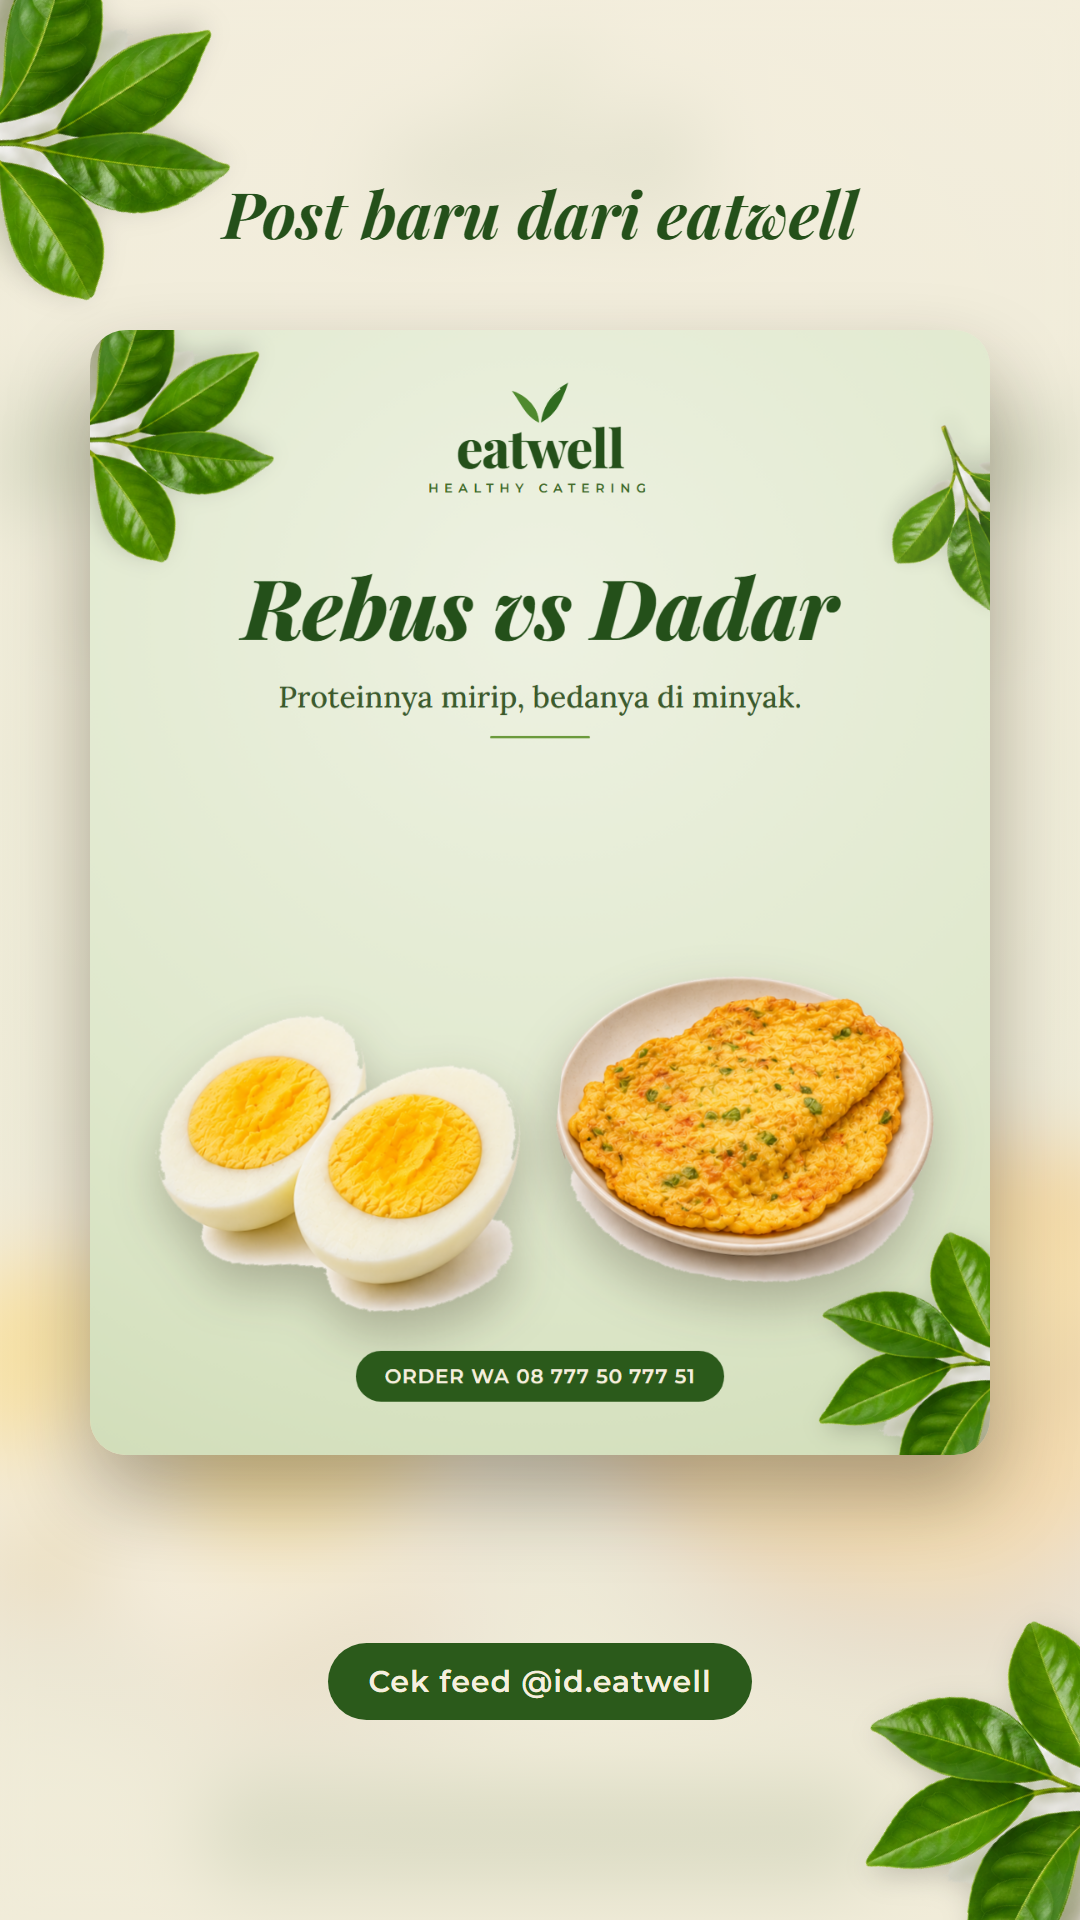 Post baru dari eatwell
eatwell
HEALTHY CATERING
Rebus vs Dadar
Proteinnya mirip, bedanya di minyak.
ORDER WA 08 777 50 777 51
Cek feed @id.eatwell